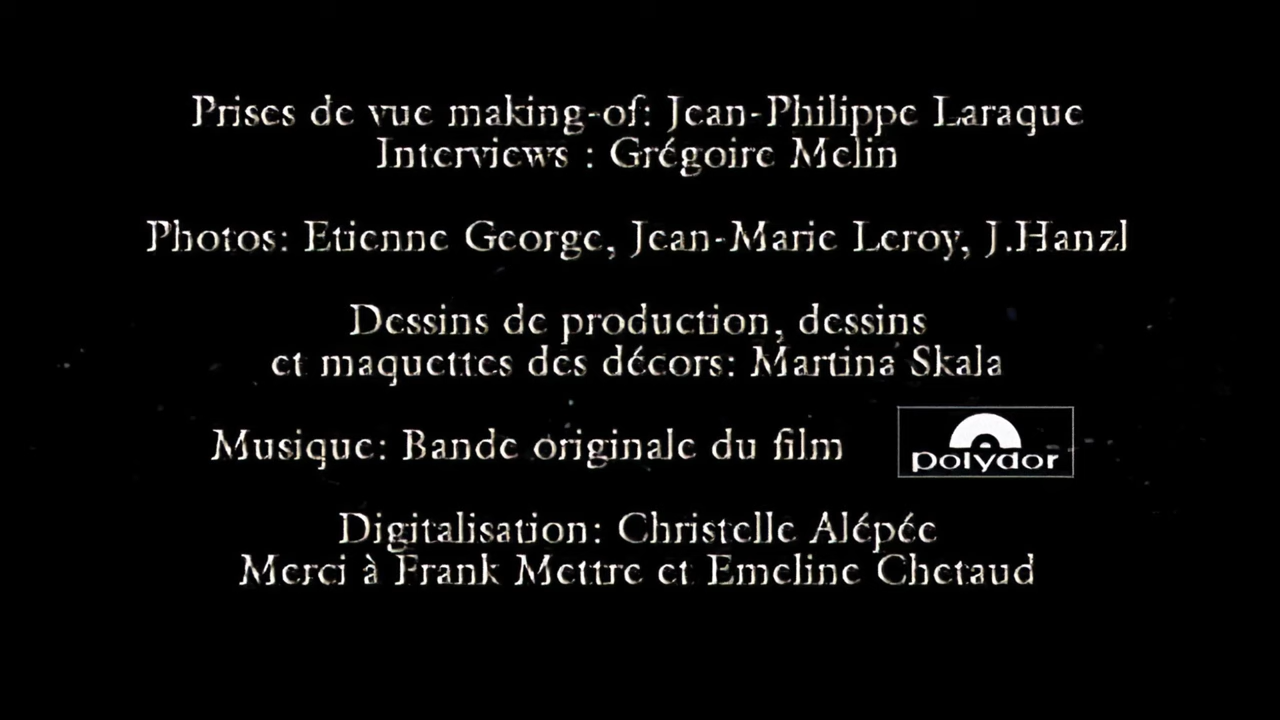 Prises de vue making-of: Jean-Philippe Laraque
Interviews : Grégoire Melin
Photos: Etienne George, Jean-Marie Leroy, J.Hanzl
Dessins de production, dessins
et maquettes des décors: Martina Skala
Musique: Bande originale du film polydor
Digitalisation: Christelle Alépée
Merci à Frank Mettre et Emeline Chetaud